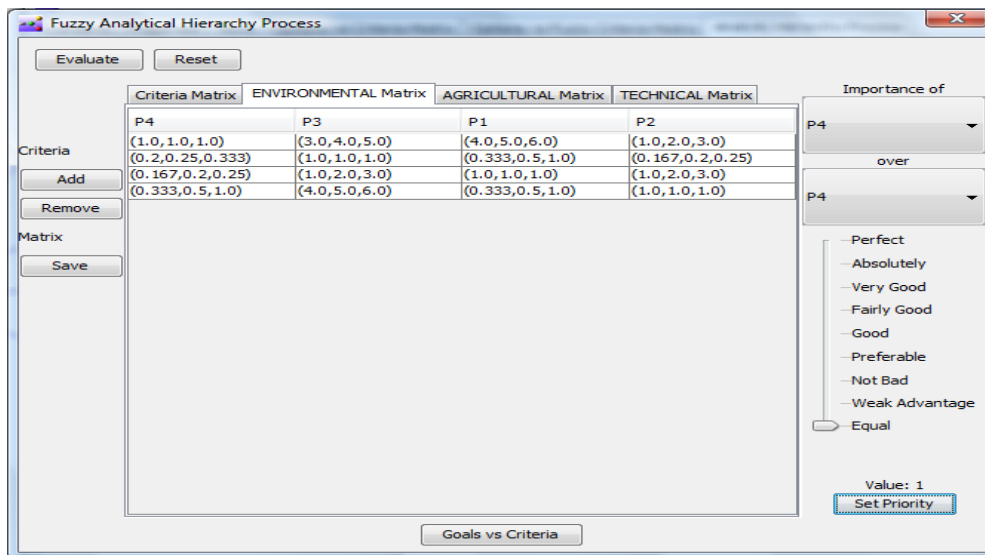 Fuzzy Analytical Hierarchy Process
Evaluate Reset
Criteria Matrix ENVIRONMENTAL Matrix AGRICULTURAL Matrix TECHNICAL Matrix
P4 P3 P1 P2
(1.0,1.0,1.0) (3.0,4.0,5.0) (4.0,5.0,6.0) (1.0,2.0,3.0)
(0.2,0.25,0.333) (1.0,1.0,1.0) (0.333,0.5,1.0) (0.167,0.2,0.25)
(0.167,0.2,0.25) (1.0,2.0,3.0) (1.0,1.0,1.0) (1.0,2.0,3.0)
(0.333,0.5,1.0) (4.0,5.0,6.0) (0.333,0.5,1.0) (1.0,1.0,1.0)
Criteria
Add
Remove
Matrix
Save
Importance of
P4
over
P4
Perfect
Absolutely
Very Good
Fairly Good
Good
Preferable
Not Bad
Weak Advantage
Equal
Value: 1
Set Priority
Goals vs Criteria